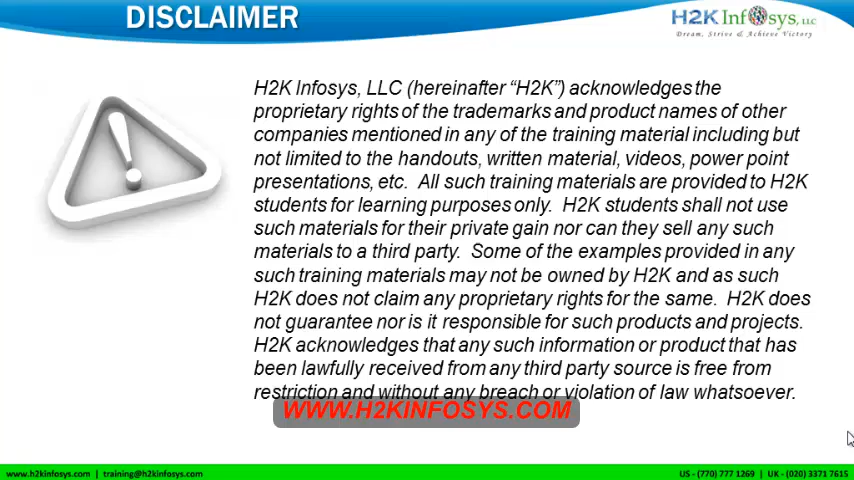 DISCLAIMER
H2K Infosys, LLC
Dream, Strive & Achieve Victory
H2K Infosys, LLC (hereinafter “H2K”) acknowledges the
proprietary rights of the trademarks and product names of other
companies mentioned in any of the training material including but
not limited to the handouts, written material, videos, power point
presentations, etc. All such training materials are provided to H2K
students for learning purposes only. H2K students shall not use
such materials for their private gain nor can they sell any such
materials to a third party. Some of the examples provided in any
such training materials may not be owned by H2K and as such
H2K does not claim any proprietary rights for the same. H2K does
not guarantee nor is it responsible for such products and projects.
H2K acknowledges that any such information or product that has
been lawfully received from any third party source is free from
restriction and without any breach or violation of law whatsoever.
WWW.H2KINFOSYS.COM
www.h2kinfosys.com | training@h2kinfosys.com
US - (770) 777 1269 | UK - (020) 3371 7615